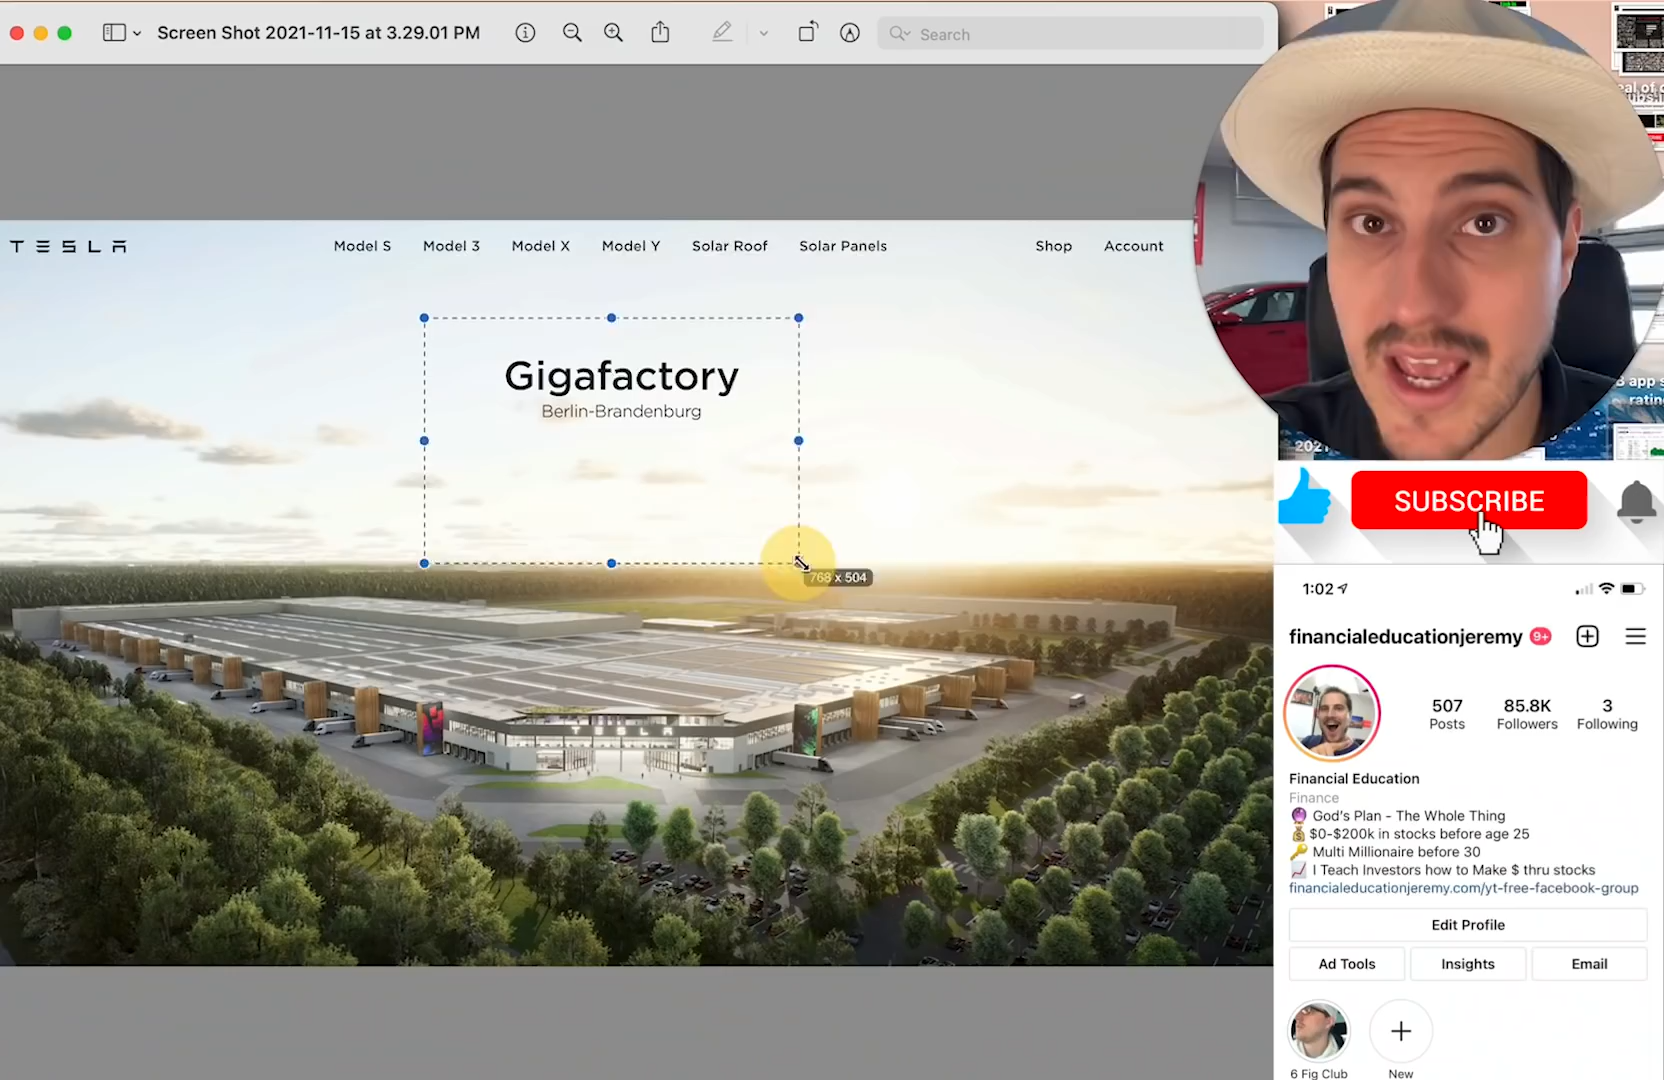 Screen Shot 2021-11-15 at 3.29.01 PM
Search
TESLA
Model S
Model 3
Model X
Model Y
Solar Roof
Solar Panels
Shop
Account
Gigafactory
Berlin-Brandenburg
768 x 504
TESLA
2021
B app
rating
SUBSCRIBE
1:02
financialeducationjeremy
9+
507
Posts
85.8K
Followers
3
Following
Financial Education
Finance
God's Plan - The Whole Thing
$0-$200k in stocks before age 25
Multi Millionaire before 30
I Teach Investors how to Make $ thru stocks
financialeducationjeremy.com/yt-free-facebook-group
Edit Profile
Ad Tools
Insights
Email
6 Fig Club
New